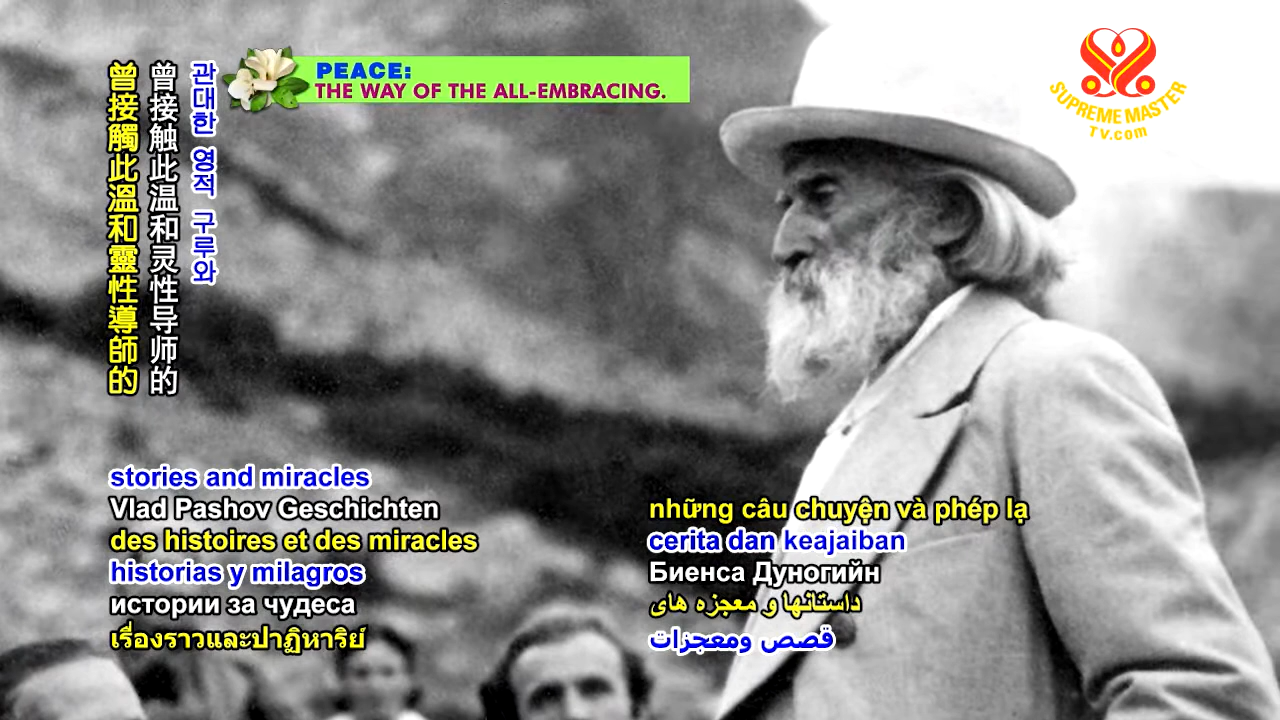 PEACE:
THE WAY OF THE ALL-EMBRACING.
SUPREME MASTER
TV.com
관대한 영적 구루와
曾接触此温和灵性导师的
曾接觸此溫和靈性導師的
stories and miracles
Vlad Pashov Geschichten
des histoires et des miracles
historias y milagros
истории за чудеса
เรื่องราวและปาฏิหาริย์
những câu chuyện và phép lạ
cerita dan keajaiban
Биенса Дуногийн
داستانها و معجزه های
قصص ومعجزات